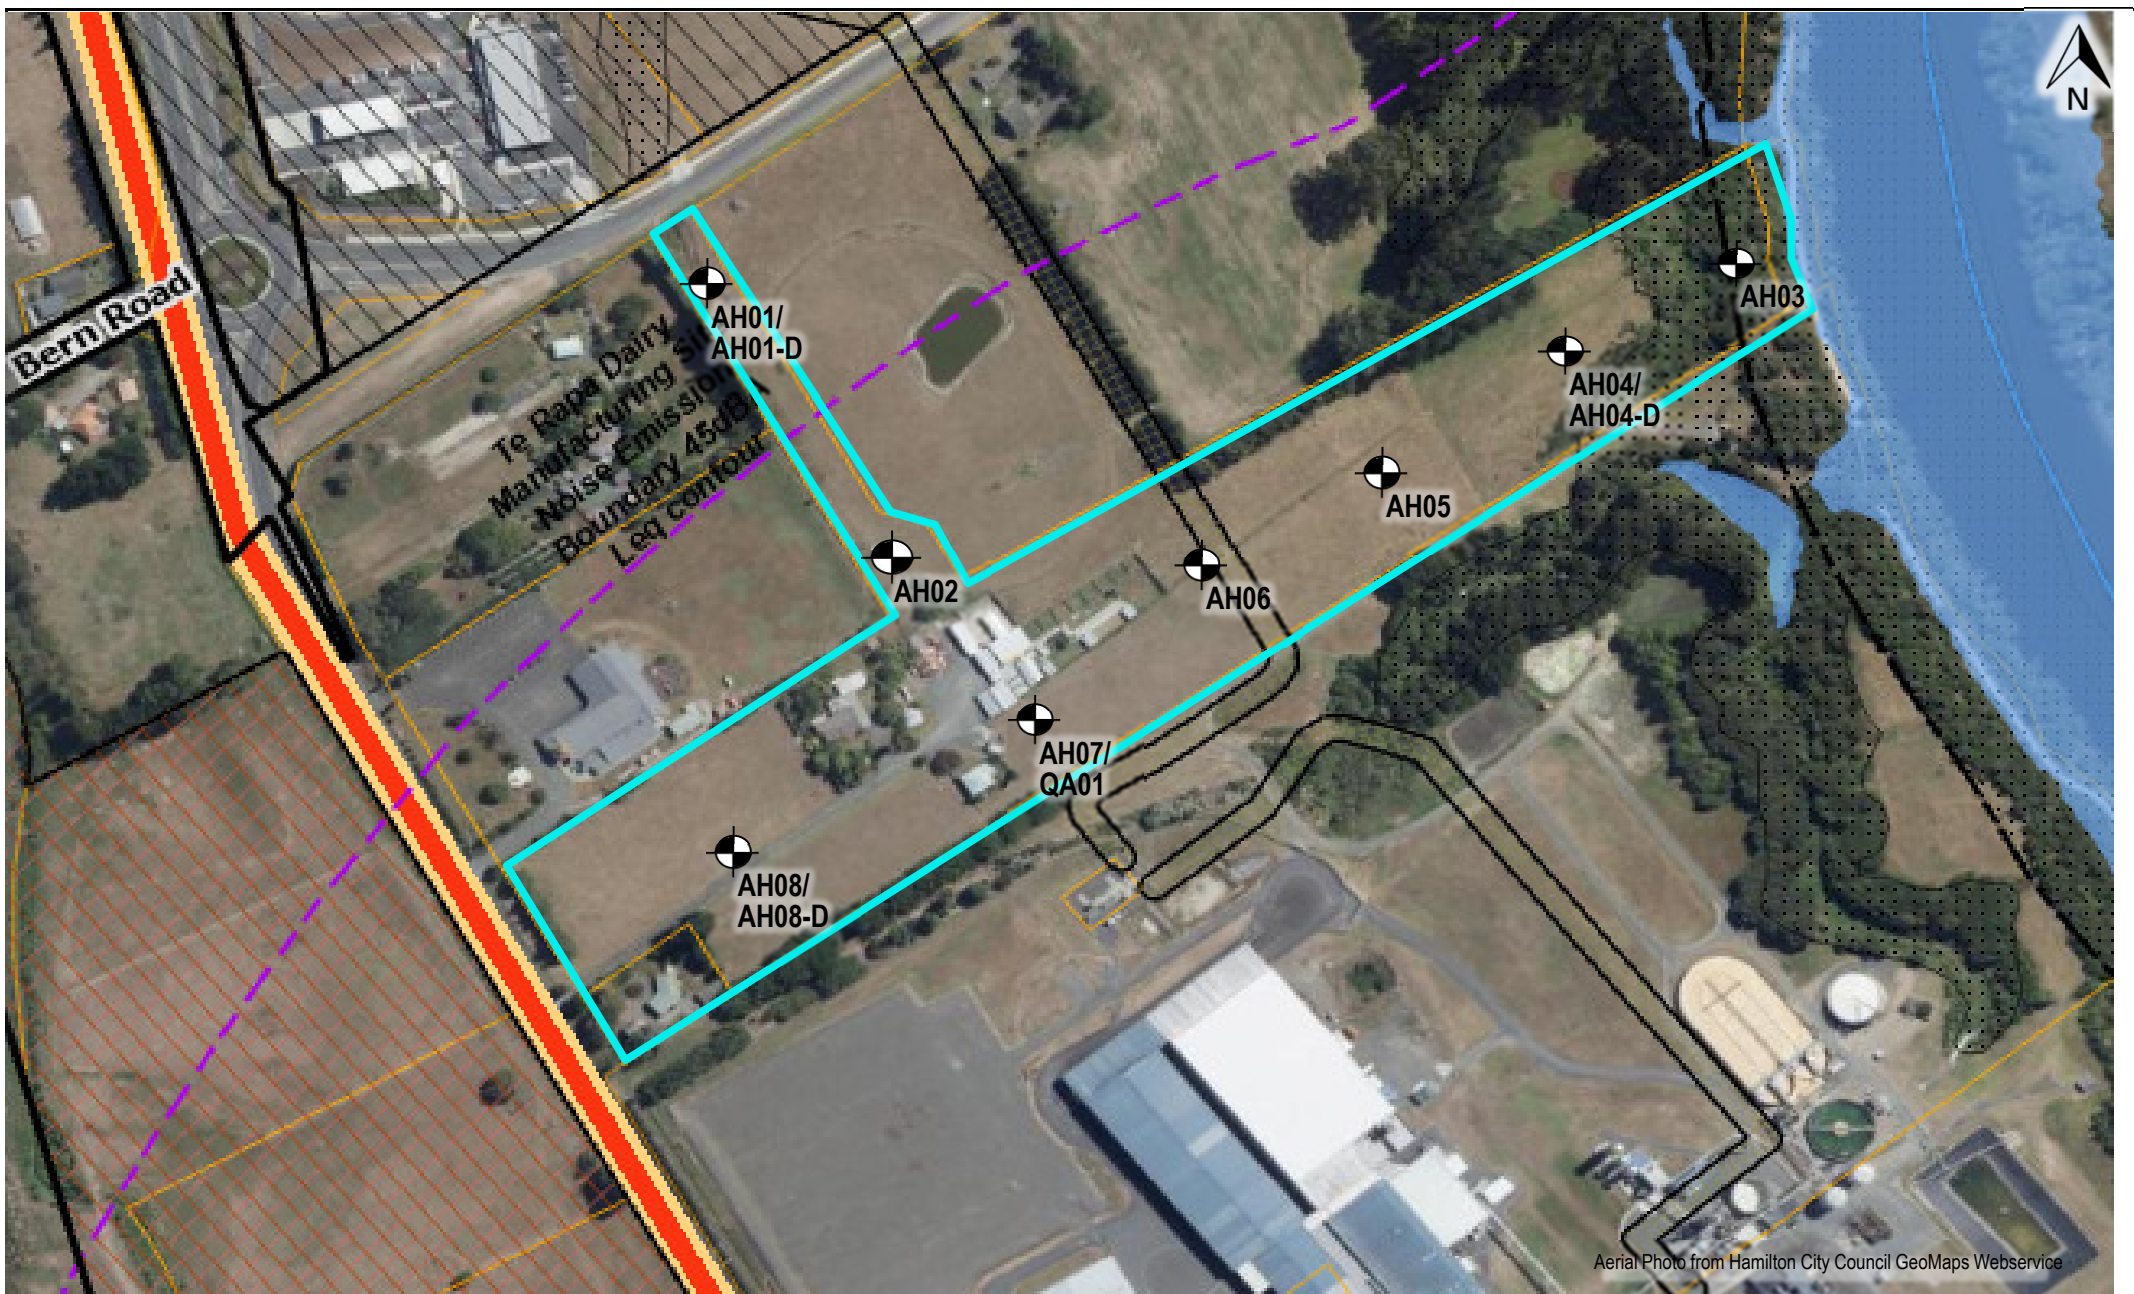 N
Bern Road
AH01/
AH01-D
Te Rapa Dairy
Manufacturing Site
Noise Emission
Boundary 45dBA
Leq contour
AH02
AH03
AH04/
AH04-D
AH05
AH06
AH07/
QA01
AH08/
AH08-D
Aerial Photo from Hamilton City Council GeoMaps Webservice